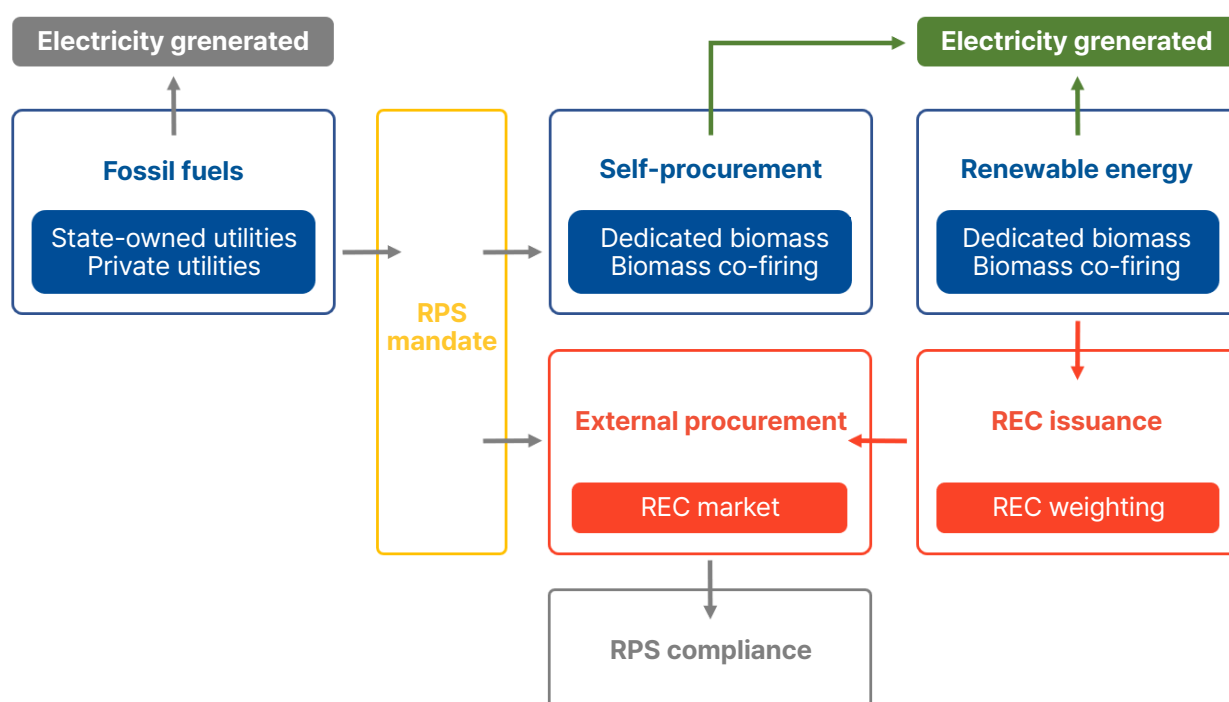 Electricity grenerated
Electricity grenerated
Fossil fuels
State-owned utilities
Private utilities
RPS
mandate
Self-procurement
Dedicated biomass
Biomass co-firing
Renewable energy
Dedicated biomass
Biomass co-firing
External procurement
REC market
REC issuance
REC weighting
RPS compliance